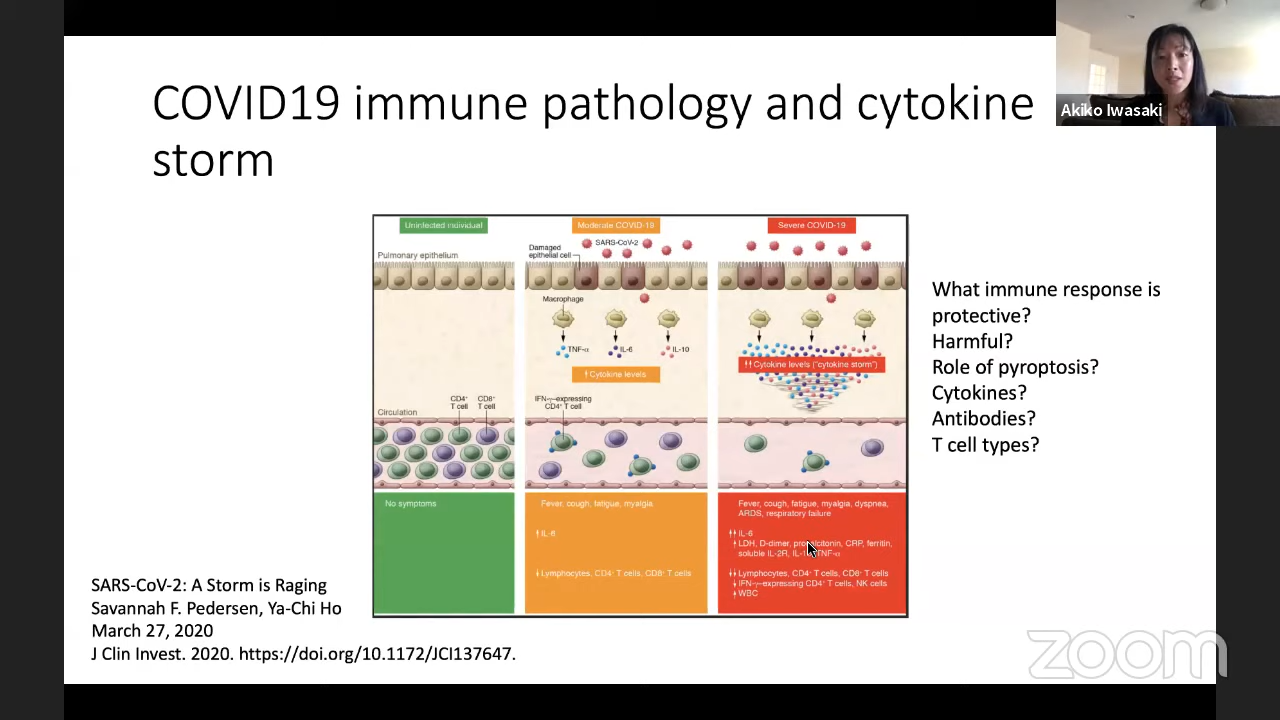 COVID19 immune pathology and cytokine
storm
Akiko Iwasaki
Uninfected individual
Moderate COVID-19
Severe COVID-19
SARS-CoV-2
Damaged
epithelial cell
Pulmonary epithelium
Macrophage
TNF-α
IL-6
IL-10
↑ Cytokine levels
↑↑ Cytokine levels ("cytokine storm")
CD4⁺
T cell
CD8⁺
T cell
IFN-γ–expressing
CD4⁺ T cell
Circulation
No symptoms
Fever, cough, fatigue, myalgia
↑ IL-6
↓ Lymphocytes, CD4⁺ T cells, CD8⁺ T cells
Fever, cough, fatigue, myalgia, dyspnea,
ARDS, respiratory failure
↑↑ IL-6
↑ LDH, D-dimer, CRP, ferritin,
soluble IL-2R, TNF-α
↓↓ Lymphocytes, CD4⁺ T cells, CD8⁺ T cells
↓ IFN-γ–expressing CD4⁺ T cells, NK cells
↑ WBC
What immune response is
protective?
Harmful?
Role of pyroptosis?
Cytokines?
Antibodies?
T cell types?
SARS-CoV-2: A Storm is Raging
Savannah F. Pedersen, Ya-Chi Ho
March 27, 2020
J Clin Invest. 2020. https://doi.org/10.1172/JCI137647.
zoom